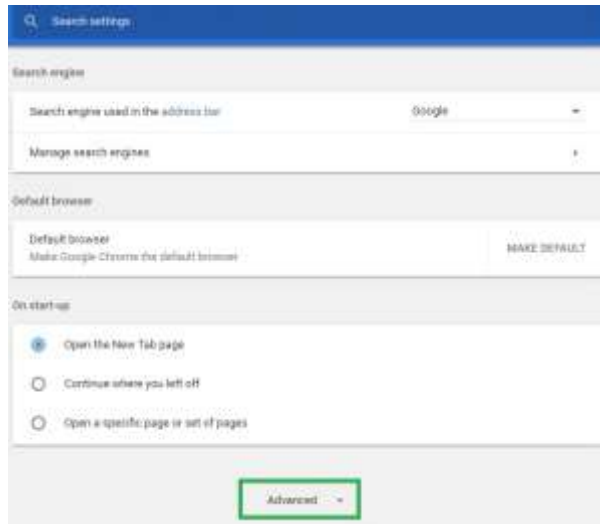 Search settings
Search engine
Search engine used in the address bar
Google
Manage search engines
Default browser
Default browser
Make Google Chrome the default browser
MAKE DEFAULT
On start-up
Open the New Tab page
Continue where you left off
Open a specific page or set of pages
Advanced